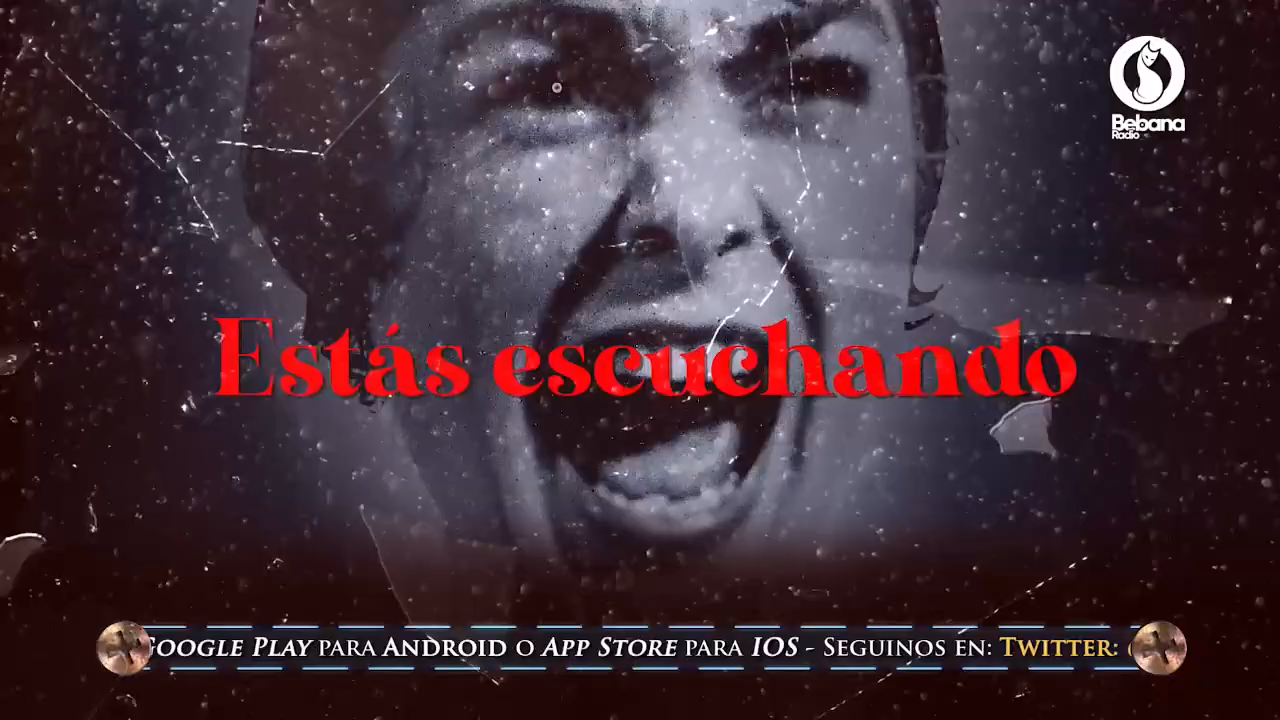 Bebana
Radio
Estás escuchando
GOOGLE PLAY PARA ANDROID O APP STORE PARA IOS - SEGUINOS EN: TWITTER: